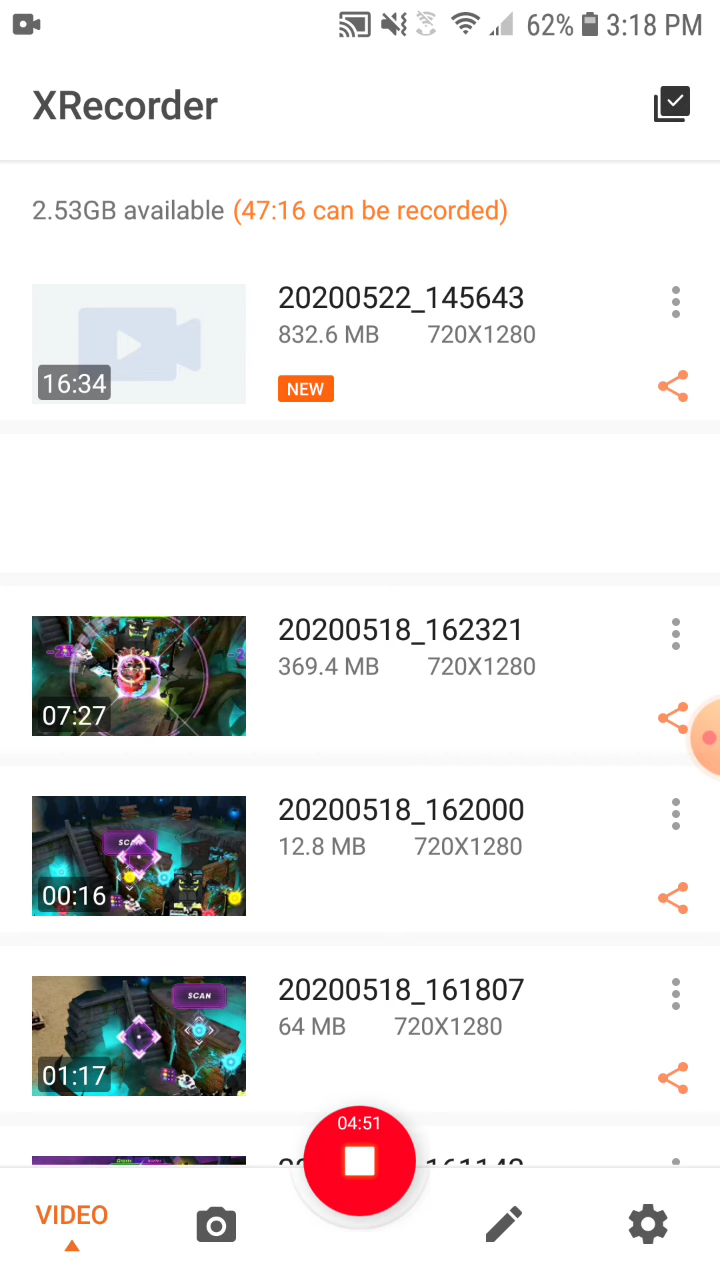 62% 3:18 PM
XRecorder
2.53GB available (47:16 can be recorded)
20200522_145643
832.6 MB 720X1280
16:34
NEW
20200518_162321
369.4 MB 720X1280
07:27
20200518_162000
12.8 MB 720X1280
SCAN
00:16
20200518_161807
SCAN
64 MB 720X1280
01:17
04:51
VIDEO